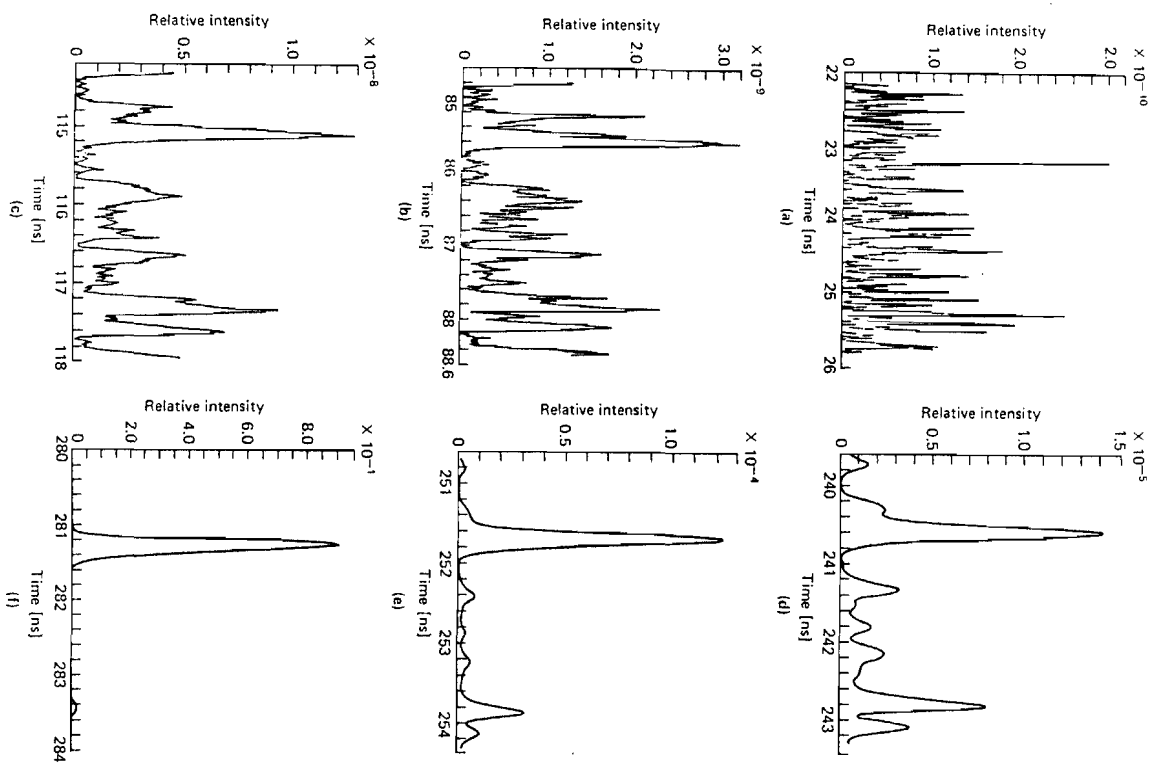 Relative intensity
X 10⁻¹⁰
2.0
2.0
1.0
0
22 23 24 25 26
Time [ns]
(a)
Relative intensity
X 10⁻⁹
3.0
2.0
1.0
0
85 86 87 88 88.6
Time [ns]
(b)
Relative intensity
X 10⁻⁸
1.0
0.5
0
115 116 117 118
Time [ns]
(c)
Relative intensity
X 10⁻⁵
1.5
1.0
0.5
0
240 241 242 243
Time [ns]
(d)
Relative intensity
X 10⁻⁴
1.0
0.5
0
251 252 253 254
Time [ns]
(e)
Relative intensity
X 10⁻¹
8.0
6.0
4.0
2.0
0
280 281 282 283 284
Time [ns]
(f)